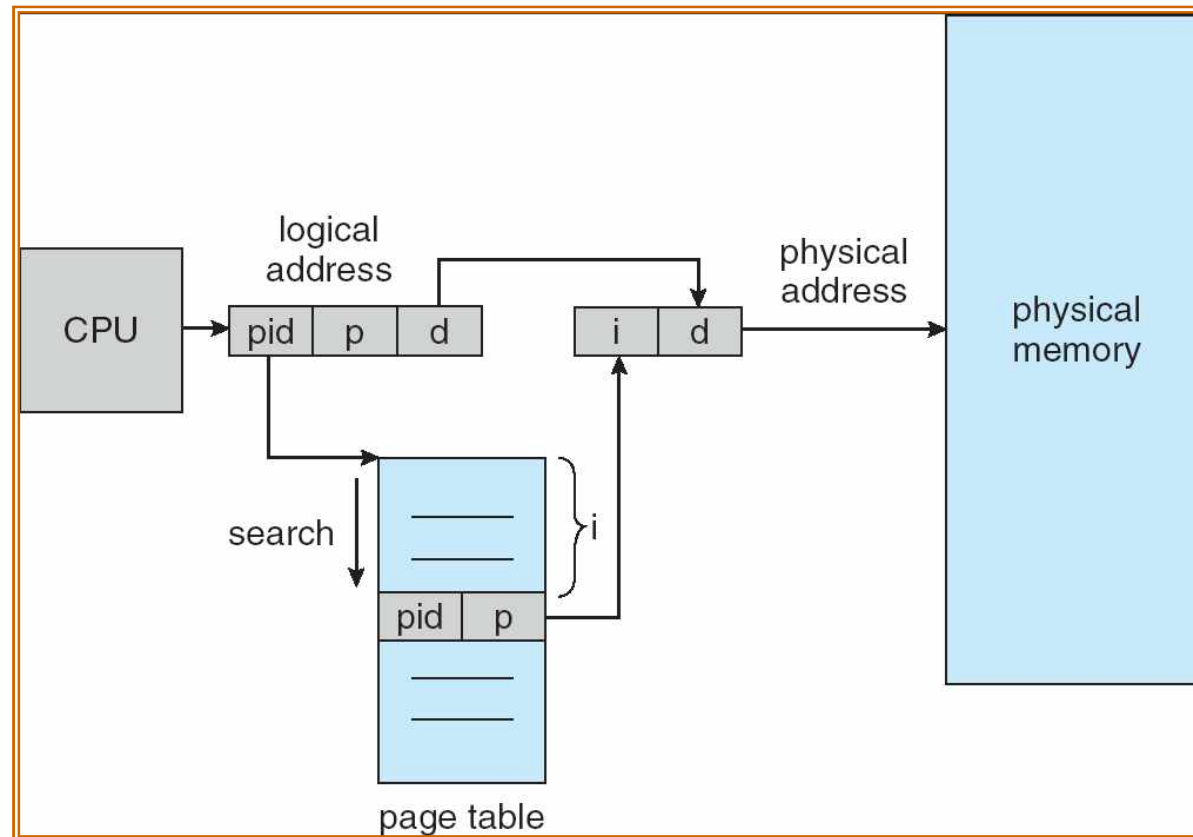 logical
address
CPU
pid p d
i d
physical
address
physical
memory
search
i
pid p
page table